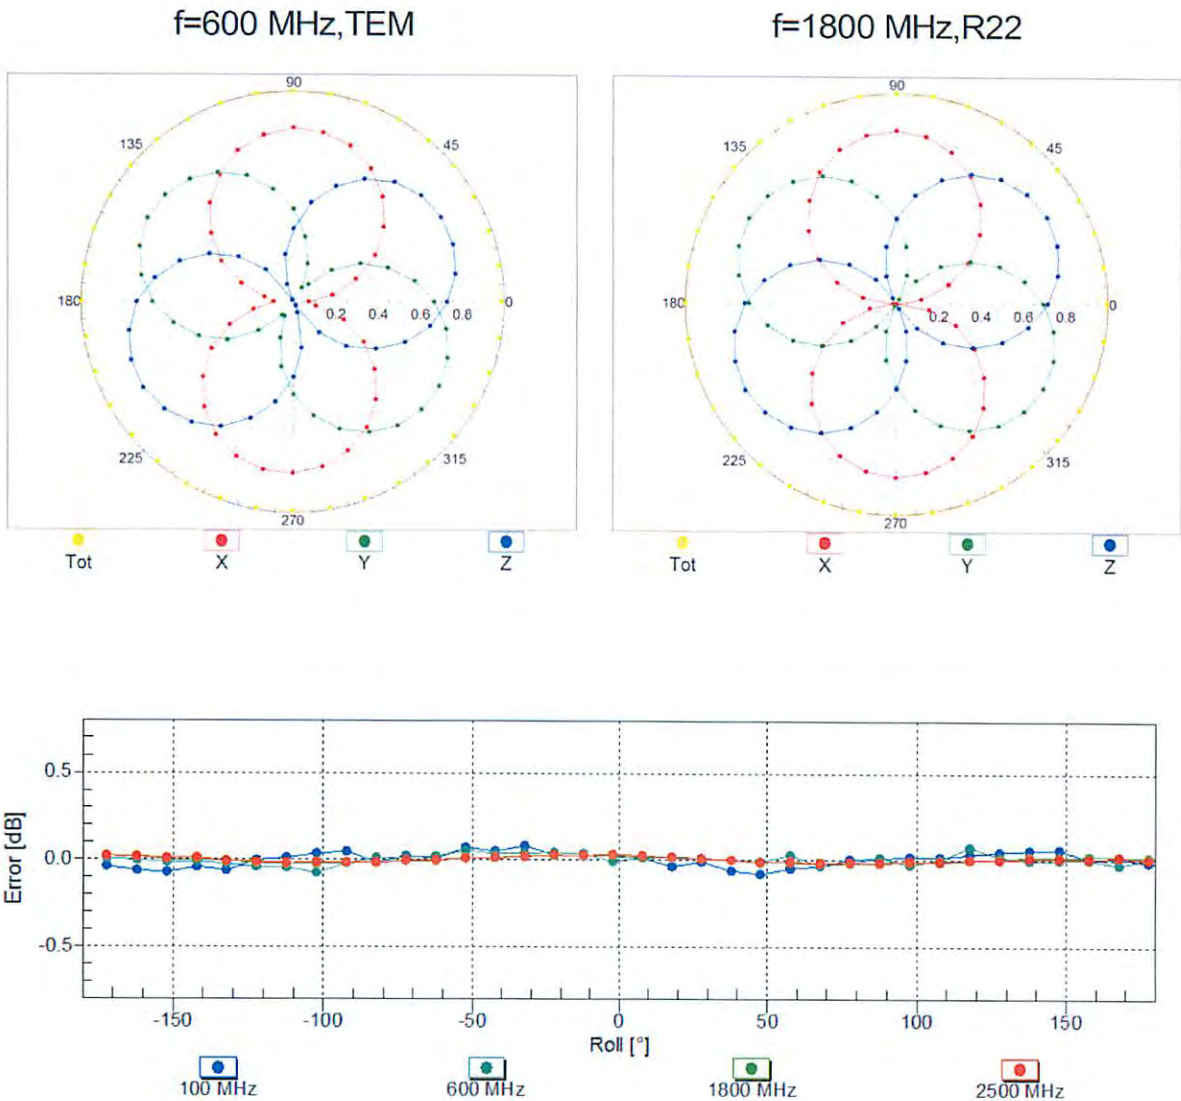 f=600 MHz,TEM
f=1800 MHz,R22
90
135
45
180
0
0.2 0.4 0.6 0.8
225
315
270
Tot X Y Z
90
135
45
180
0
0.2 0.4 0.6 0.8
225
315
270
Tot X Y Z
Error [dB]
0.5
0.0
-0.5
-150 -100 -50 0 50 100 150
Roll [°]
100 MHz 600 MHz 1800 MHz 2500 MHz